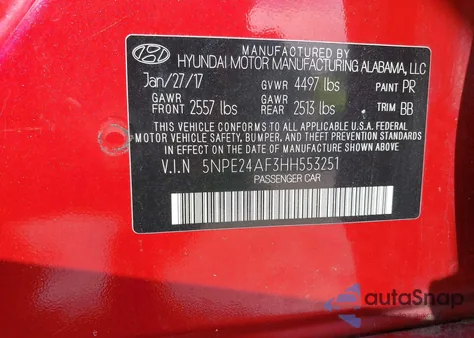 MANUFACTURED BY
HYUNDAI MOTOR MANUFACTURING ALABAMA, LLC
Jan/27/17 GVWR 4497 lbs PAINT PR
GAWR FRONT 2557 lbs GAWR REAR 2513 lbs TRIM BB
THIS VEHICLE CONFORMS TO ALL APPLICABLE U.S.A. FEDERAL
MOTOR VEHICLE SAFETY, BUMPER, AND THEFT PREVENTION STANDARDS
IN EFFECT ON THE DATE OF MANUFACTURE SHOWN ABOVE.
V.I.N 5NPE24AF3HH553251
PASSENGER CAR
autoSnap